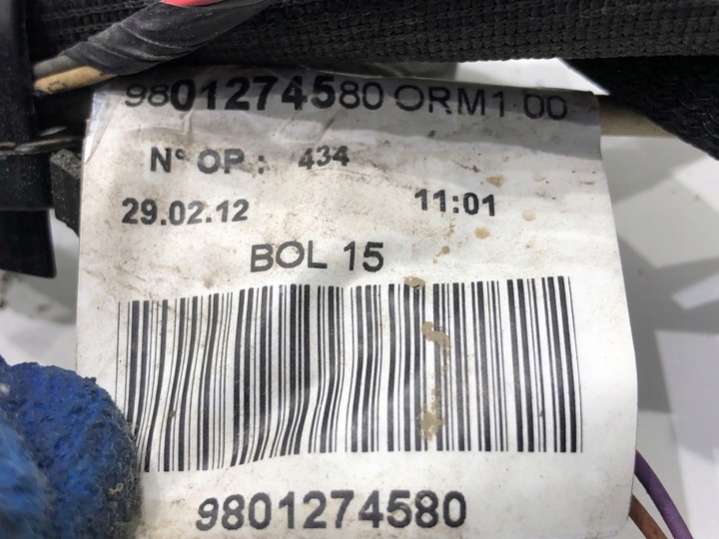 9801274580 ORM1 00
N° OP : 434
29.02.12 11:01
BOL 15
9801274580